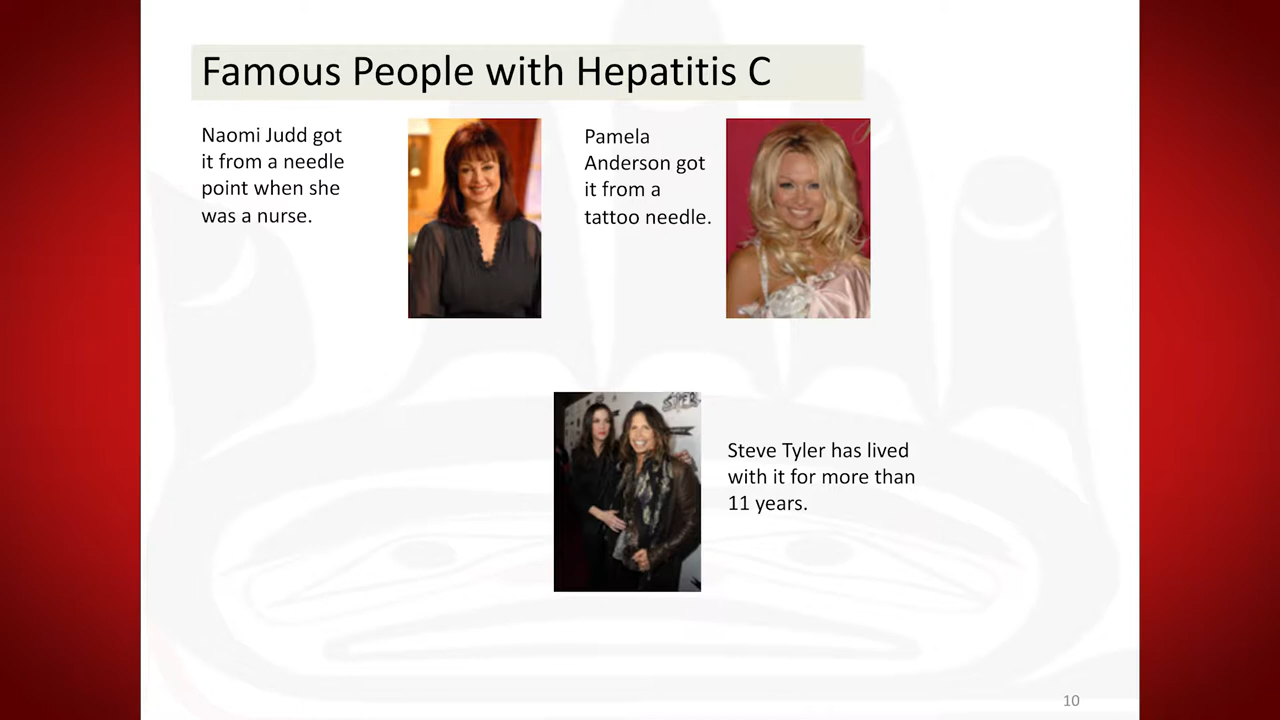 Famous People with Hepatitis C
Naomi Judd got
it from a needle
point when she
was a nurse.
Pamela
Anderson got
it from a
tattoo needle.
SUPER
Steve Tyler has lived
with it for more than
11 years.
10